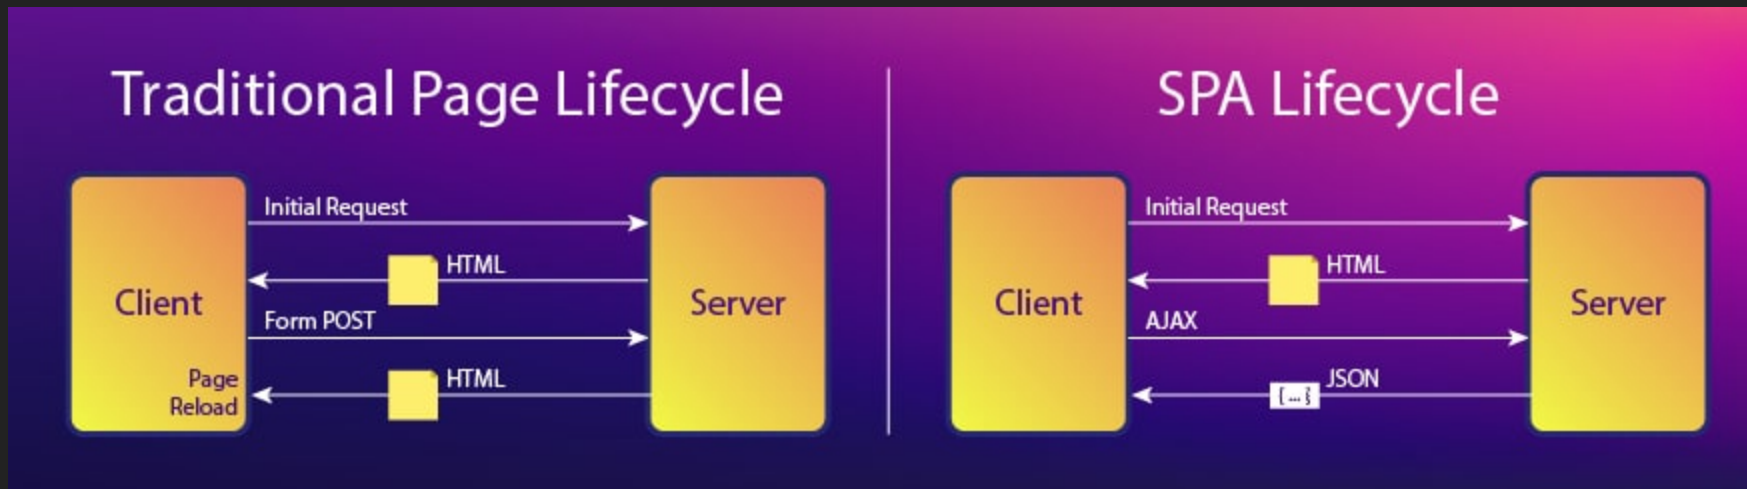 Traditional Page Lifecycle
Client
Initial Request
HTML
Form POST
HTML
Page
Reload
Server
SPA Lifecycle
Client
Initial Request
HTML
AJAX
JSON
{...}
Server